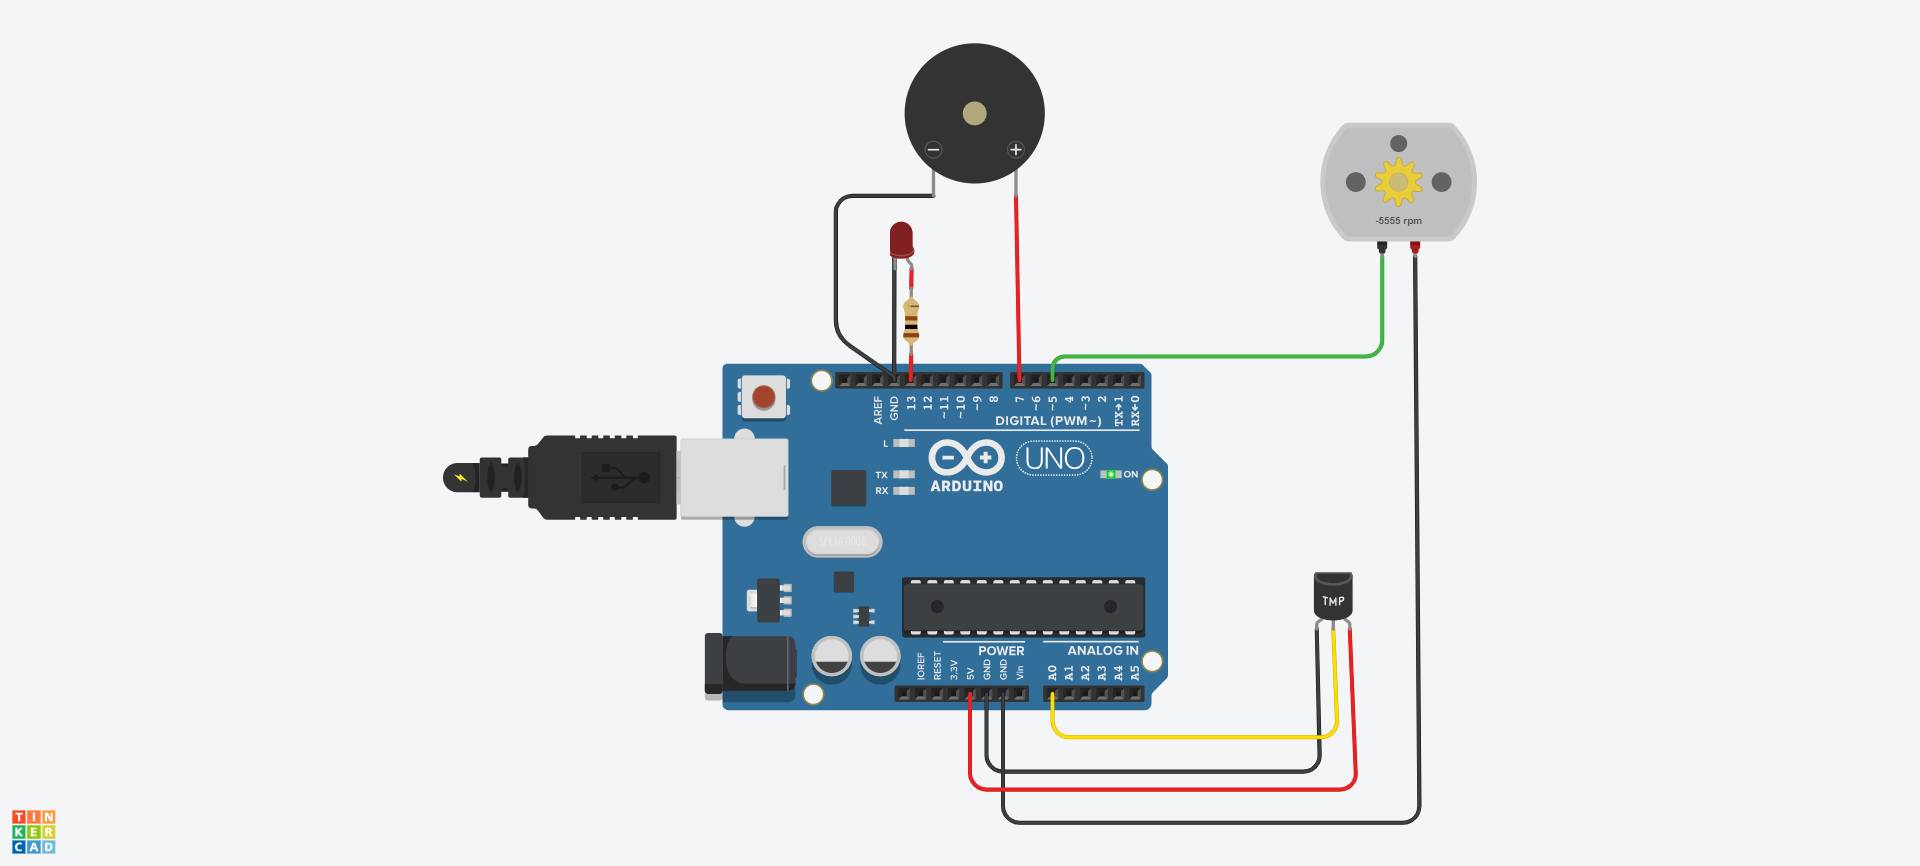 -5555 rpm
AREF
GND
13
12
~11
~10
~9
8
7
~6
~5
4
~3
2
TX→1
RX←0
DIGITAL (PWM~)
L
TX
RX
ARDUINO
UNO
ON
TMP
POWER
ANALOG IN
IOREF
RESET
3.3V
5V
GND
GND
Vin
A0
A1
A2
A3
A4
A5
TIN
KER
CAD